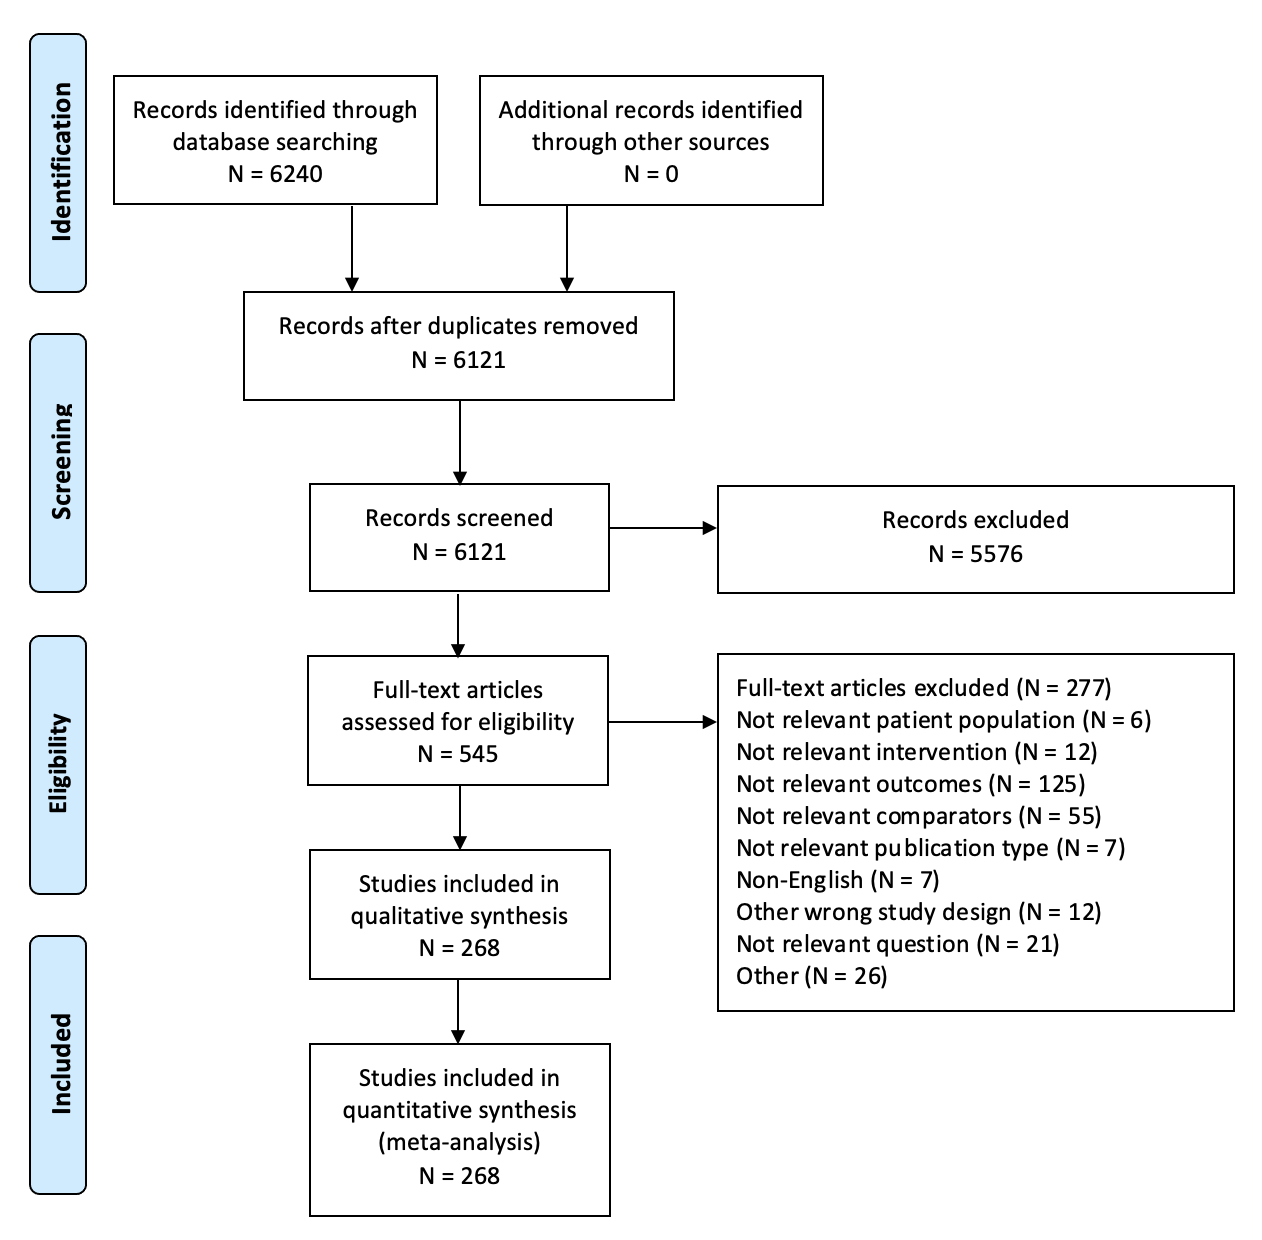 Identification
Records identified through
database searching
N = 6240
Additional records identified
through other sources
N = 0
Records after duplicates removed
N = 6121
Screening
Records screened
N = 6121
Records excluded
N = 5576
Eligibility
Full-text articles
assessed for eligibility
N = 545
Full-text articles excluded (N = 277)
Not relevant patient population (N = 6)
Not relevant intervention (N = 12)
Not relevant outcomes (N = 125)
Not relevant comparators (N = 55)
Not relevant publication type (N = 7)
Non-English (N = 7)
Other wrong study design (N = 12)
Not relevant question (N = 21)
Other (N = 26)
Studies included in
qualitative synthesis
N = 268
Included
Studies included in
quantitative synthesis
(meta-analysis)
N = 268